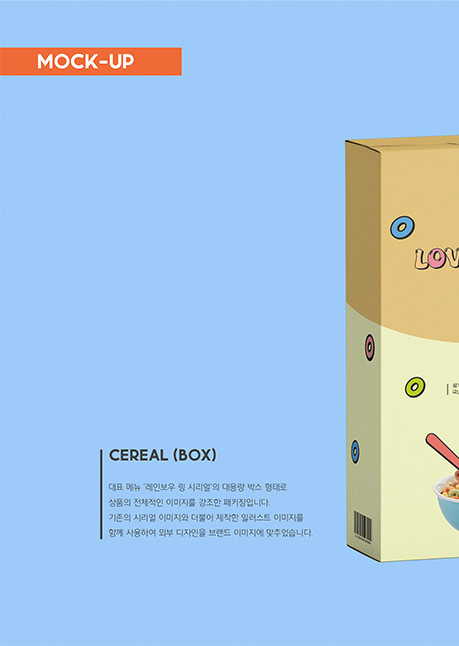 MOCK-UP
LOV
CEREAL (BOX)
대표 메뉴 '레인보우 링 시리얼'의 대용량 박스 형태로
상품의 전체적인 이미지를 강조한 패키징입니다.
기존의 시리얼 이미지와 더불어 제작한 일러스트 이미지를
함께 사용하여 외부 디자인을 브랜드 이미지에 맞추었습니다.